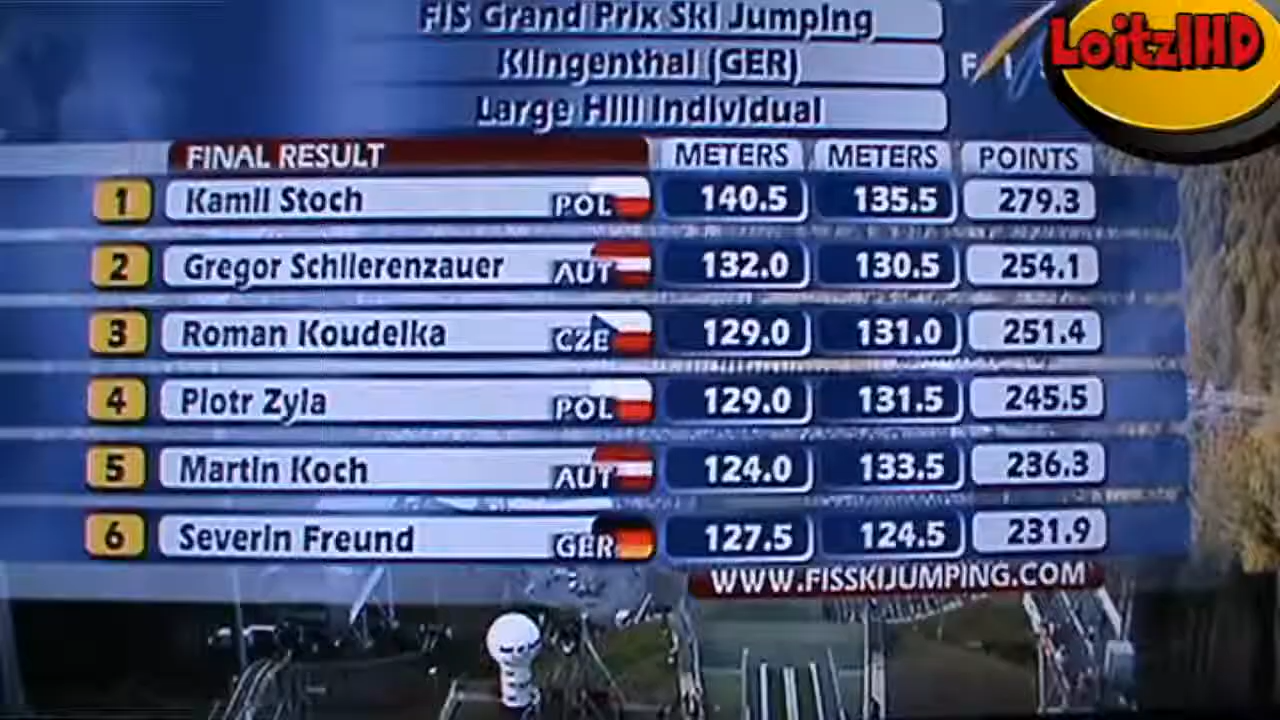 FIS Grand Prix Ski Jumping
Klingenthal (GER)
Large Hill Individual
FIS
LoitzlHD
FINAL RESULT METERS METERS POINTS
1 Kamil Stoch POL 140.5 135.5 279.3
2 Gregor Schlierenzauer AUT 132.0 130.5 254.1
3 Roman Koudelka CZE 129.0 131.0 251.4
4 Piotr Zyla POL 129.0 131.5 245.5
5 Martin Koch AUT 124.0 133.5 236.3
6 Severin Freund GER 127.5 124.5 231.9
WWW.FISSKIJUMPING.COM